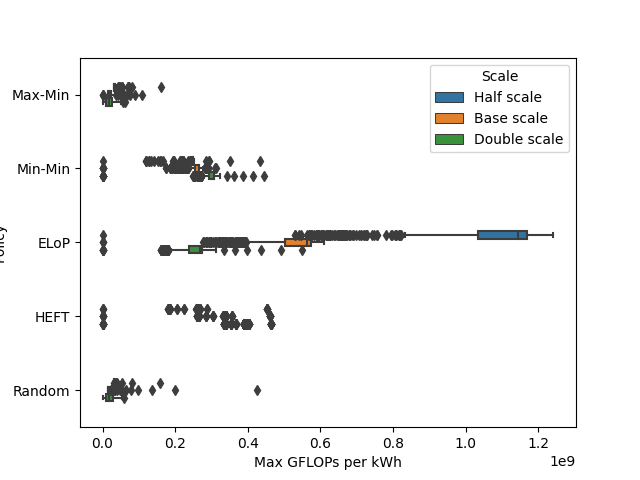 Scale
Half scale
Base scale
Double scale
Max-Min
Min-Min
ELoP
HEFT
Random
0.0 0.2 0.4 0.6 0.8 1.0 1.2
1e9
Max GFLOPs per kWh